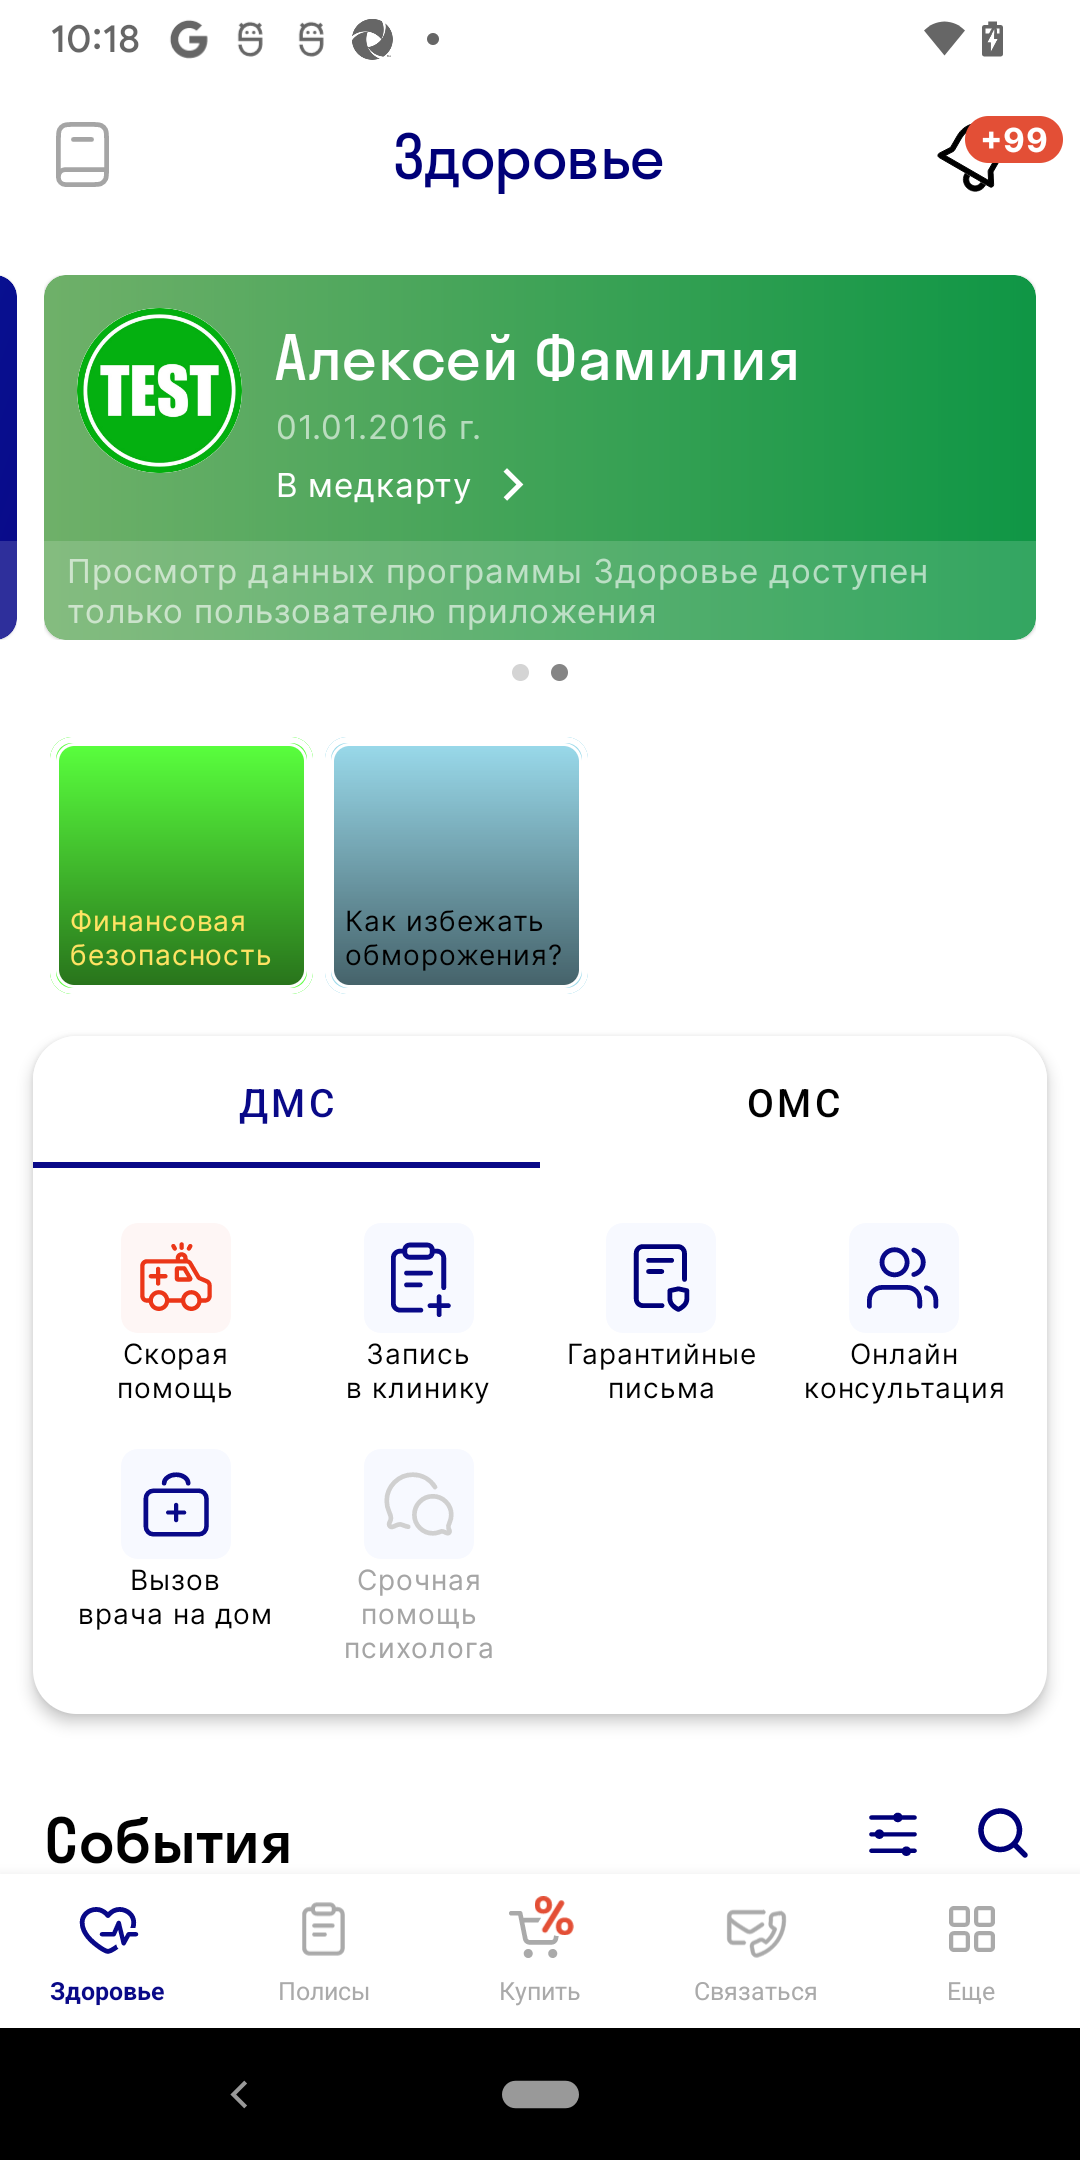 10:18
Здоровье
+99
TEST
Алексей Фамилия
01.01.2016 г.
В медкарту
Просмотр данных программы Здоровье доступен
только пользователю приложения
Финансовая
безопасность
Как избежать
обморожения?
ДМС
ОМС
Скорая
помощь
Запись
в клинику
Гарантийные
письма
Онлайн
консультация
Вызов
врача на дом
Срочная
помощь
психолога
События
%
Здоровье
Полисы
Купить
Связаться
Еще